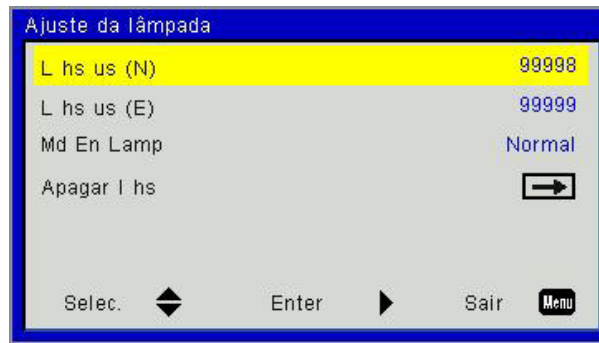 Ajuste da lâmpada
L hs us (N) 99998
L hs us (E) 99999
Md En Lamp Normal
Apagar l hs
Selec. Enter Sair Menu